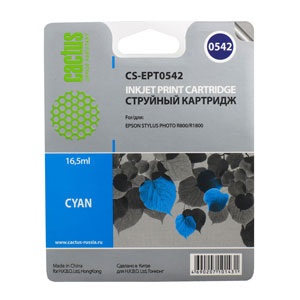 cactus
0542
CS-EPT0542
INKJET PRINT CARTRIDGE
СТРУЙНЫЙ КАРТРИДЖ
For/для:
EPSON STYLUS PHOTO R800/R1800
16,5ml
CYAN
www.cactus-russia.ru
Made in China
for H.K.B.O. Ltd, HongKong
Сделано в Китае
для H.K.B.O. Ltd, Гонконг
4690207101431